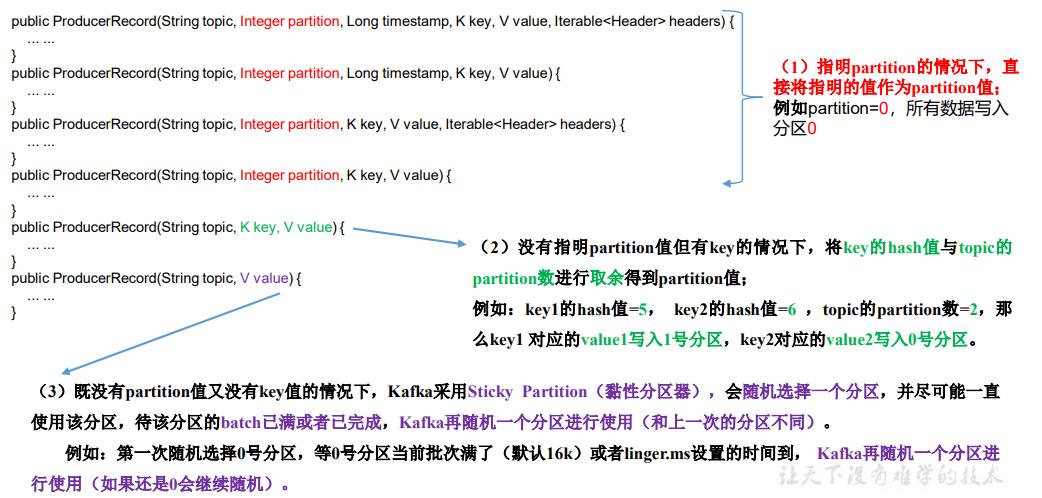 public ProducerRecord(String topic, Integer partition, Long timestamp, K key, V value, Iterable<Header> headers) {
... ...
}
public ProducerRecord(String topic, Integer partition, Long timestamp, K key, V value) {
... ...
}
public ProducerRecord(String topic, Integer partition, K key, V value, Iterable<Header> headers) {
... ...
}
public ProducerRecord(String topic, Integer partition, K key, V value) {
... ...
}
public ProducerRecord(String topic, K key, V value) {
... ...
}
public ProducerRecord(String topic, V value) {
... ...
}
（1）指明partition的情况下，直
接将指明的值作为partition值；
例如partition=0，所有数据写入
分区0
（2）没有指明partition值但有key的情况下，将key的hash值与topic的
partition数进行取余得到partition值；
例如：key1的hash值=5， key2的hash值=6 ，topic的partition数=2，那
么key1 对应的value1写入1号分区，key2对应的value2写入0号分区。
（3）既没有partition值又没有key值的情况下，Kafka采用Sticky Partition（黏性分区器），会随机选择一个分区，并尽可能一直
使用该分区，待该分区的batch已满或者已完成，Kafka再随机一个分区进行使用（和上一次的分区不同）。
例如：第一次随机选择0号分区，等0号分区当前批次满了（默认16k）或者linger.ms设置的时间到， Kafka再随机一个分区进
行使用（如果还是0会继续随机）。
让天下没有难学的技术